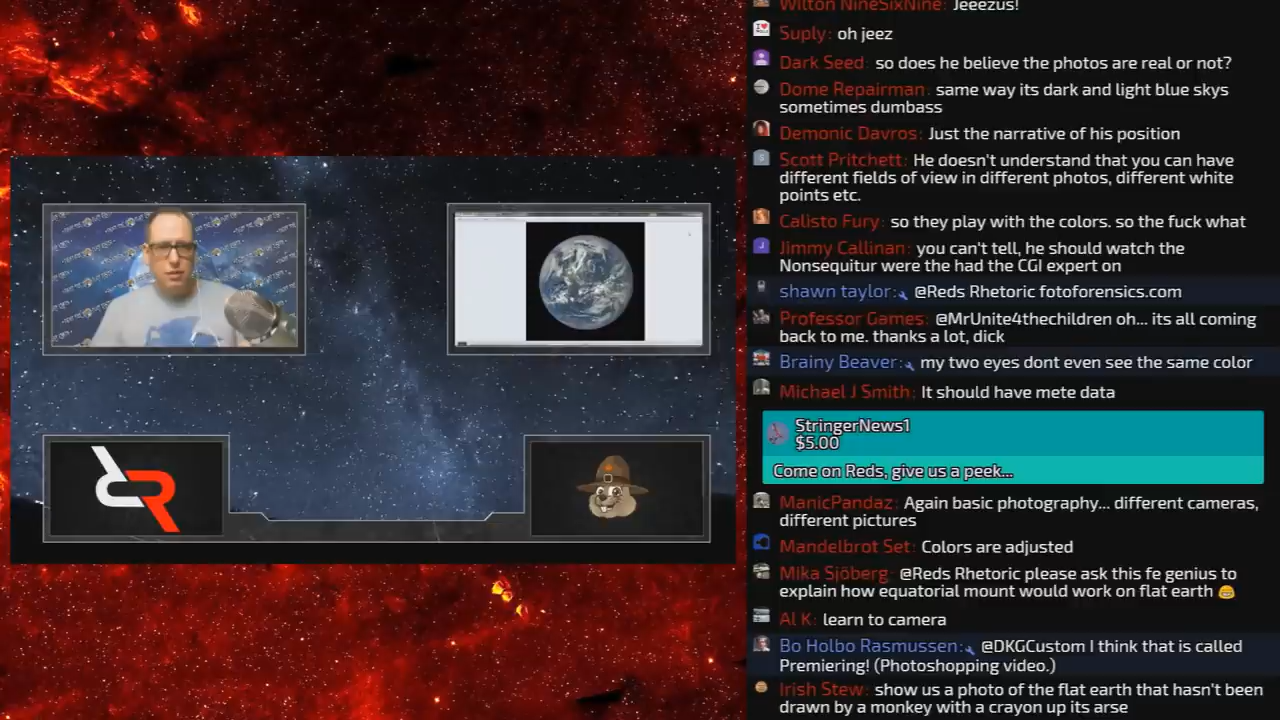 Wilton NineSixNine: Jeeezus!
Suply: oh jeez
Dark Seed: so does he believe the photos are real or not?
Dome Repairman: same way its dark and light blue skys
sometimes dumbass
Demonic Davros: Just the narrative of his position
Scott Pritchett: He doesn't understand that you can have
different fields of view in different photos, different white
points etc.
Calisto Fury: so they play with the colors. so the fuck what
Jimmy Callinan: you can't tell, he should watch the
Nonsequitur were the had the CGI expert on
shawn taylor: @Reds Rhetoric fotoforensics.com
Professor Games: @MrUnite4thechildren oh... its all coming
back to me. thanks a lot, dick
Brainy Beaver: my two eyes dont even see the same color
Michael J Smith: It should have mete data
StringerNews1
$5.00
Come on Reds, give us a peek...
ManicPandaz: Again basic photography... different cameras,
different pictures
Mandelbrot Set: Colors are adjusted
Mika Sjöberg: @Reds Rhetoric please ask this fe genius to
explain how equatorial mount would work on flat earth 😁
Al K: learn to camera
Bo Holbo Rasmussen: @DKGCustom I think that is called
Premiering! (Photoshopping video.)
Irish Stew: show us a photo of the flat earth that hasn't been
drawn by a monkey with a crayon up its arse